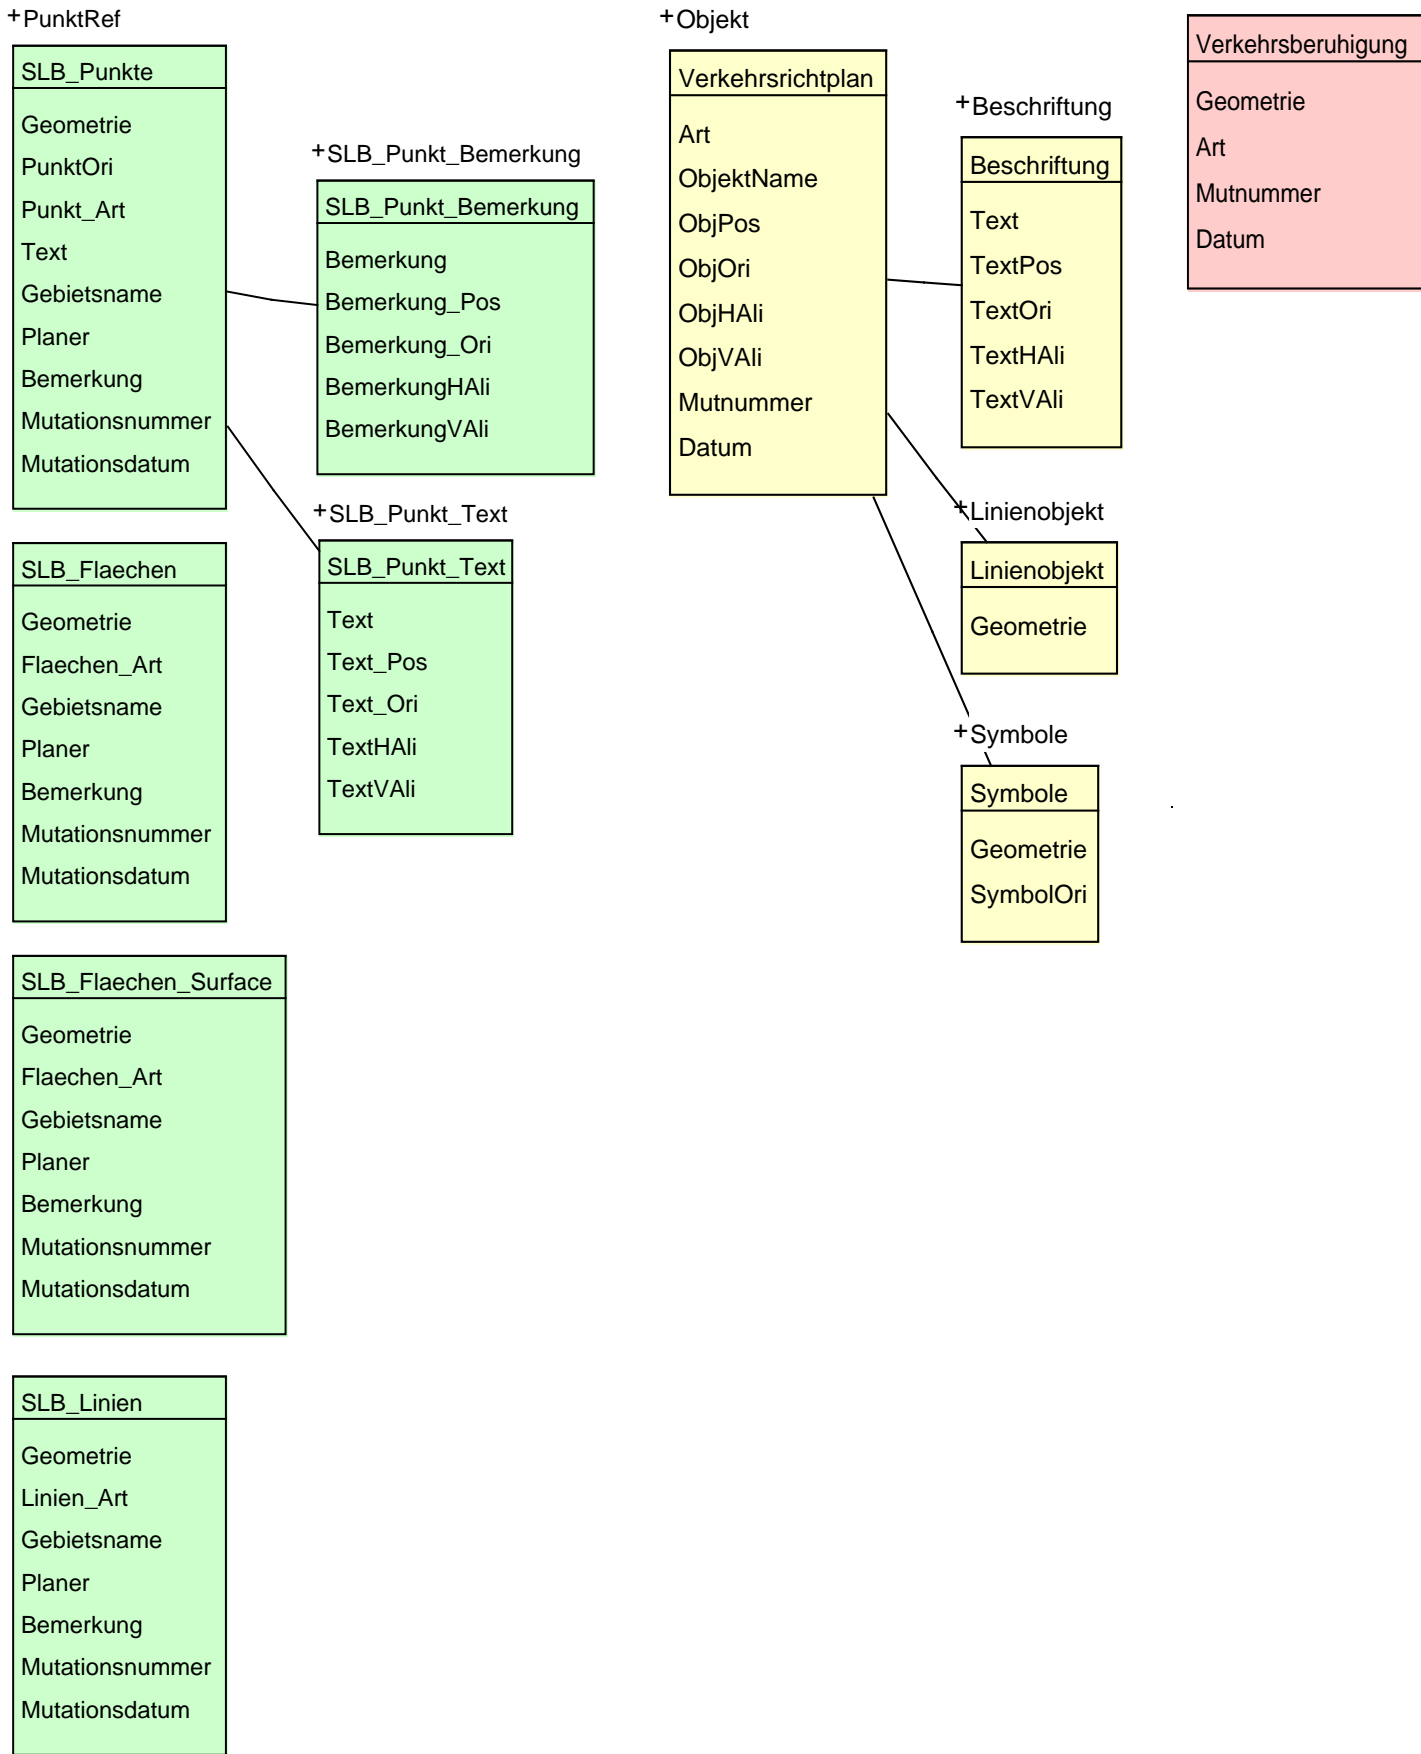 +PunktRef
SLB_Punkte
Geometrie
PunktOri
Punkt_Art
Text
Gebietsname
Planer
Bemerkung
Mutationsnummer
Mutationsdatum
+SLB_Punkt_Bemerkung
SLB_Punkt_Bemerkung
Bemerkung
Bemerkung_Pos
Bemerkung_Ori
BemerkungHAli
BemerkungVAli
+SLB_Punkt_Text
SLB_Punkt_Text
Text
Text_Pos
Text_Ori
TextHAli
TextVAli
SLB_Flaechen
Geometrie
Flaechen_Art
Gebietsname
Planer
Bemerkung
Mutationsnummer
Mutationsdatum
SLB_Flaechen_Surface
Geometrie
Flaechen_Art
Gebietsname
Planer
Bemerkung
Mutationsnummer
Mutationsdatum
SLB_Linien
Geometrie
Linien_Art
Gebietsname
Planer
Bemerkung
Mutationsnummer
Mutationsdatum
+Objekt
Verkehrsrichtplan
Art
ObjektName
ObjPos
ObjOri
ObjHAli
ObjVAli
Mutnummer
Datum
+Beschriftung
Beschriftung
Text
TextPos
TextOri
TextHAli
TextVAli
+Linienobjekt
Linienobjekt
Geometrie
+Symbole
Symbole
Geometrie
SymbolOri
Verkehrsberuhigung
Geometrie
Art
Mutnummer
Datum